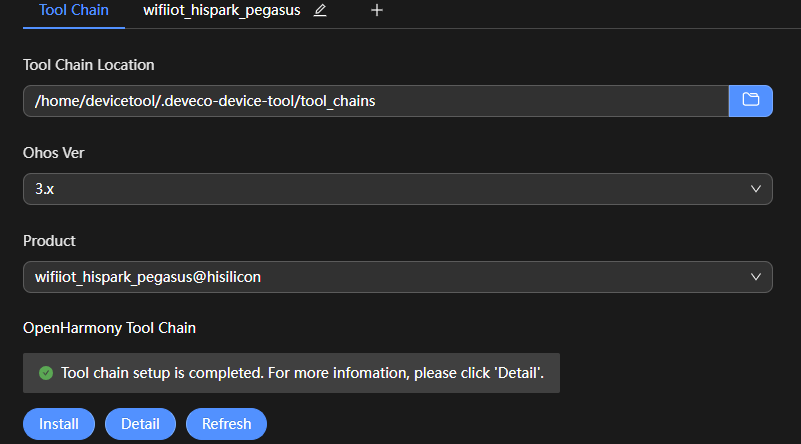 Tool Chain wifiiot_hispark_pegasus
Tool Chain Location
/home/devicetool/.deveco-device-tool/tool_chains
Ohos Ver
3.x
Product
wifiiot_hispark_pegasus@hisilicon
OpenHarmony Tool Chain
Tool chain setup is completed. For more infomation, please click 'Detail'.
Install Detail Refresh